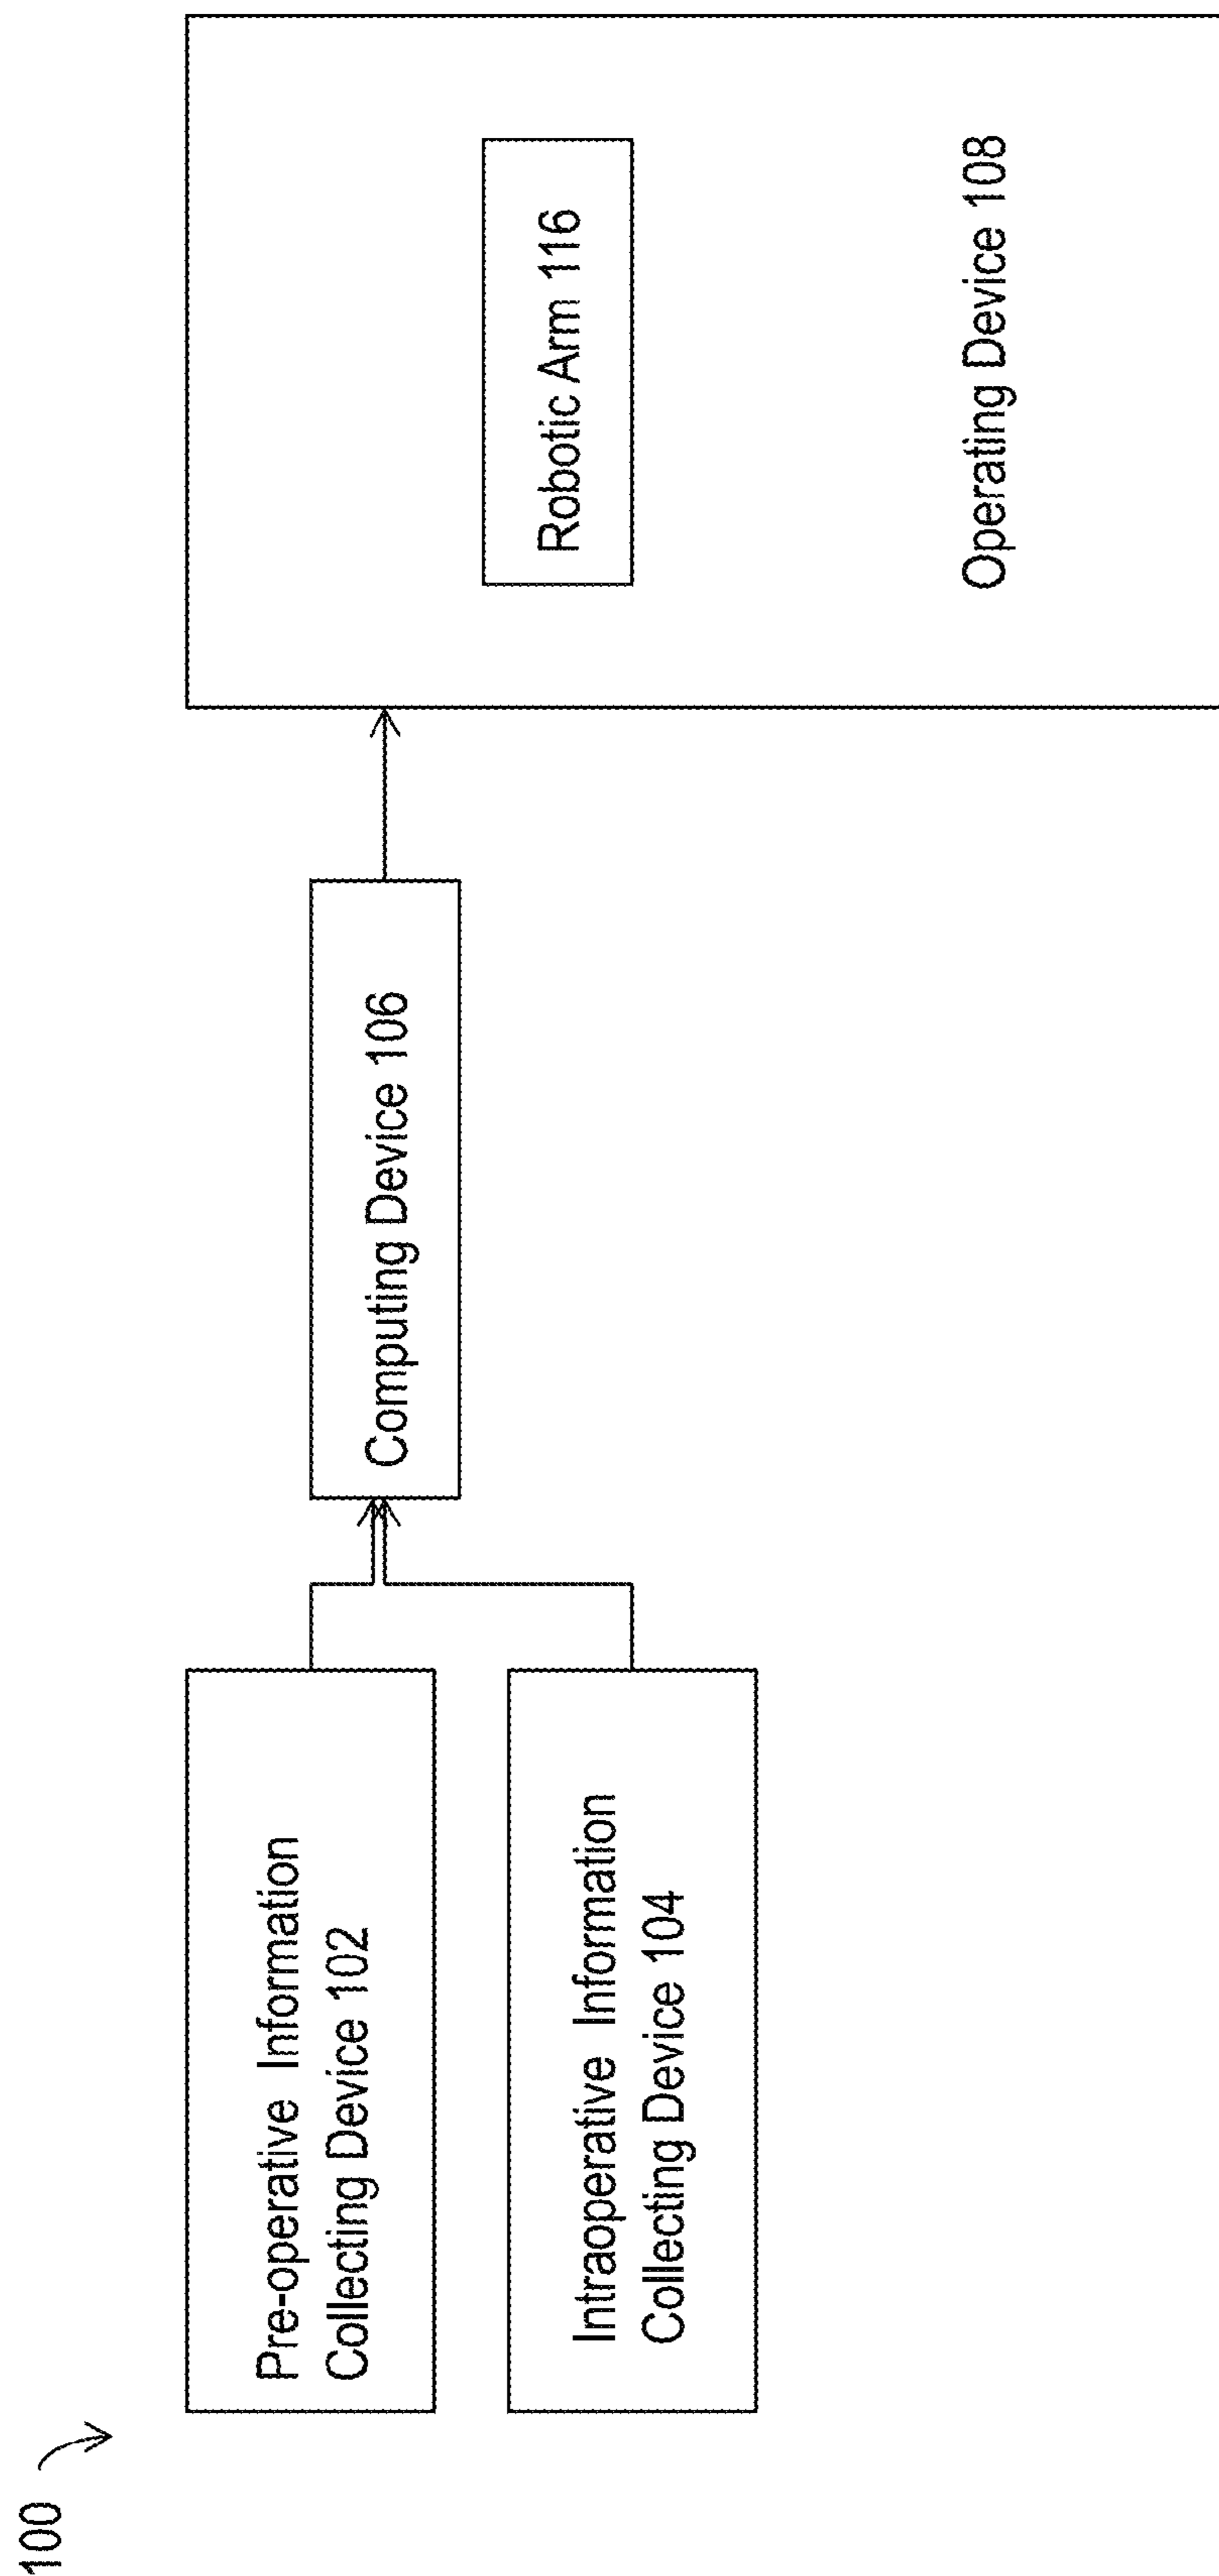 100
Pre-operative Information
Collecting Device 102
Intraoperative Information
Collecting Device 104
Computing Device 106
Robotic Arm 116
Operating Device 108